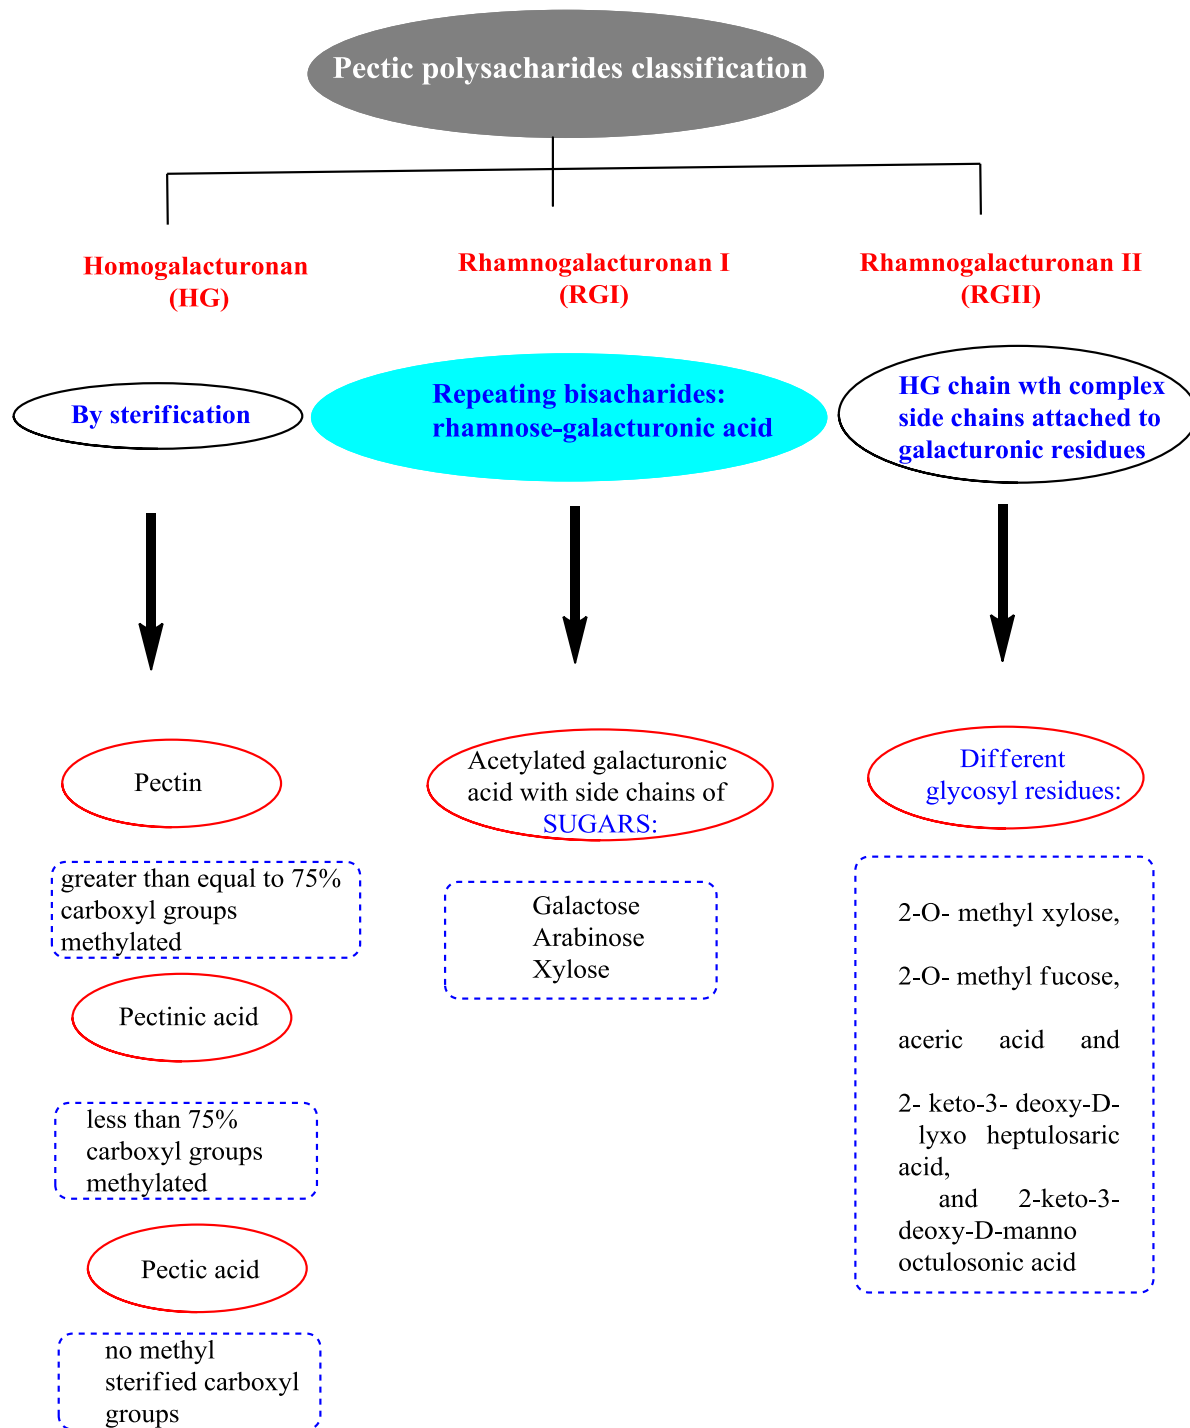 Pectic polysacharides classification
Homogalacturonan
(HG)
Rhamnogalacturonan I
(RGI)
Rhamnogalacturonan II
(RGII)
By sterification
Repeating bisacharides:
rhamnose-galacturonic acid
HG chain wth complex
side chains attached to
galacturonic residues
Pectin
greater than equal to 75%
carboxyl groups
methylated
Pectinic acid
less than 75%
carboxyl groups
methylated
Pectic acid
no methyl
sterified carboxyl
groups
Acetylated galacturonic
acid with side chains of
SUGARS:
Galactose
Arabinose
Xylose
Different
glycosyl residues:
2-O- methyl xylose,
2-O- methyl fucose,
aceric acid and
2- keto-3- deoxy-D-
lyxo heptulosaric
acid,
and 2-keto-3-
deoxy-D-manno
octulosonic acid